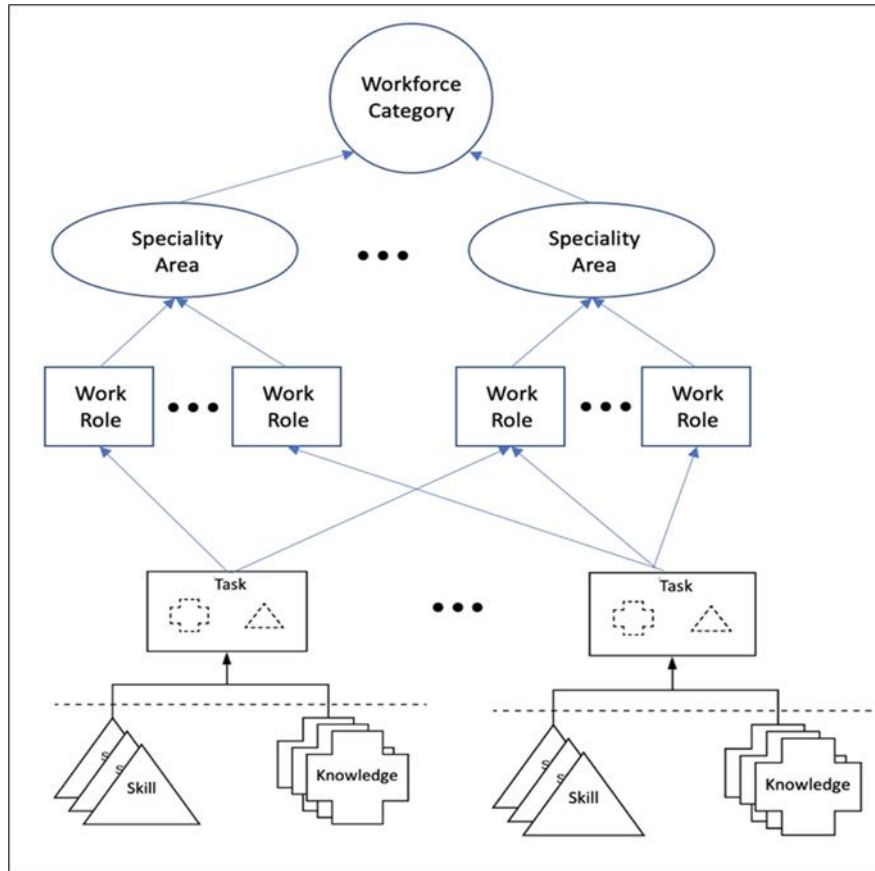 Workforce
Category
Speciality
Area
Speciality
Area
Work
Role
Work
Role
Work
Role
Work
Role
Task
Task
S
S
Skill
Knowledge
S
S
Skill
Knowledge